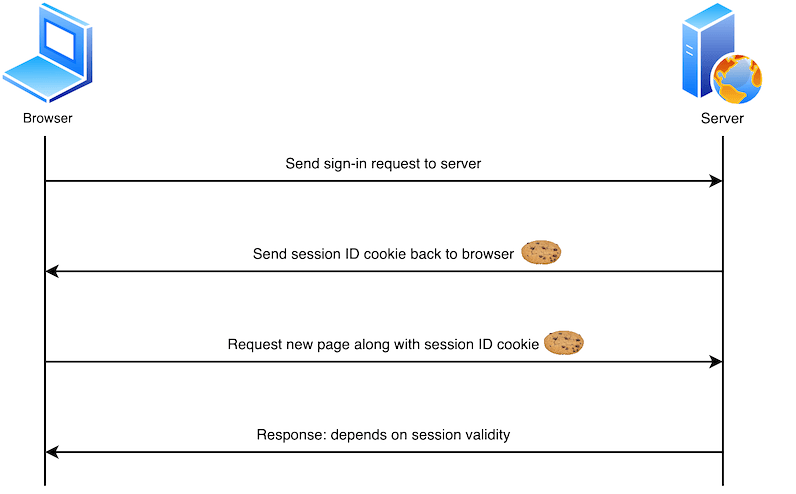 Browser
Server
Send sign-in request to server
Send session ID cookie back to browser
Request new page along with session ID cookie
Response: depends on session validity